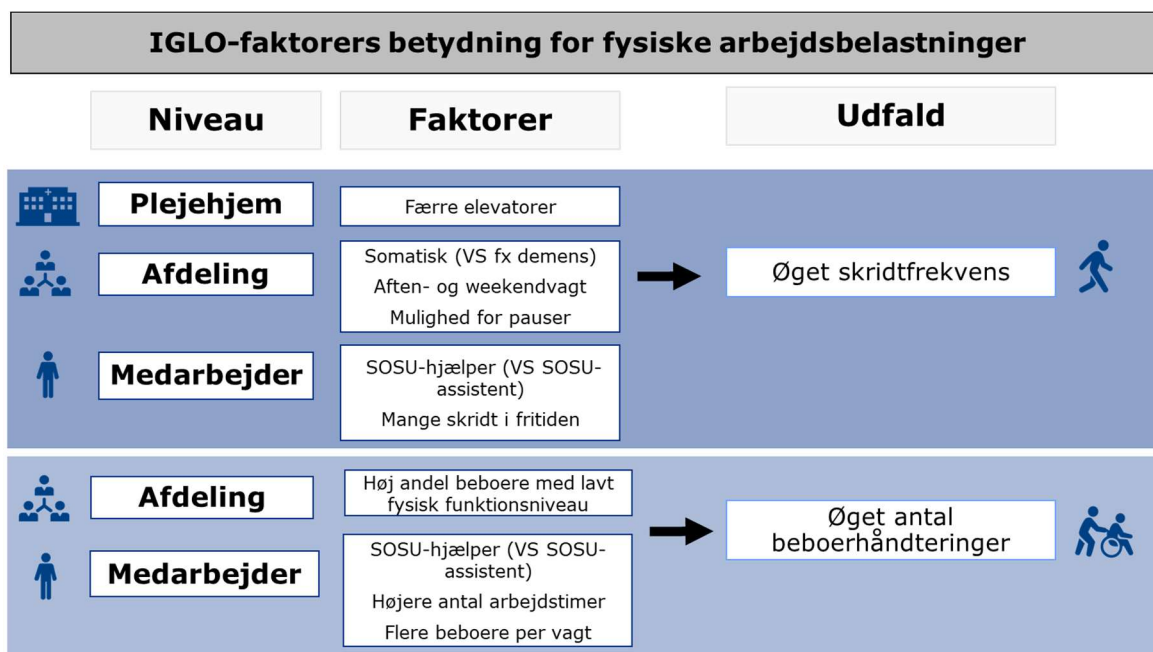 IGLO-faktorers betydning for fysiske arbejdsbelastninger
Niveau
Faktorer
Udfald
Plejehjem
Færre elevatorer
Afdeling
Somatisk (VS fx demens)
Aften- og weekendvagt
Mulighed for pauser
Øget skridtfrekvens
Medarbejder
SOSU-hjælper (VS SOSU-
assistent)
Mange skridt i fritiden
Afdeling
Høj andel beboere med lavt
fysisk funktionsniveau
Øget antal
beboerhåndteringer
Medarbejder
SOSU-hjælper (VS SOSU-
assistent)
Højere antal arbejdstimer
Flere beboere per vagt